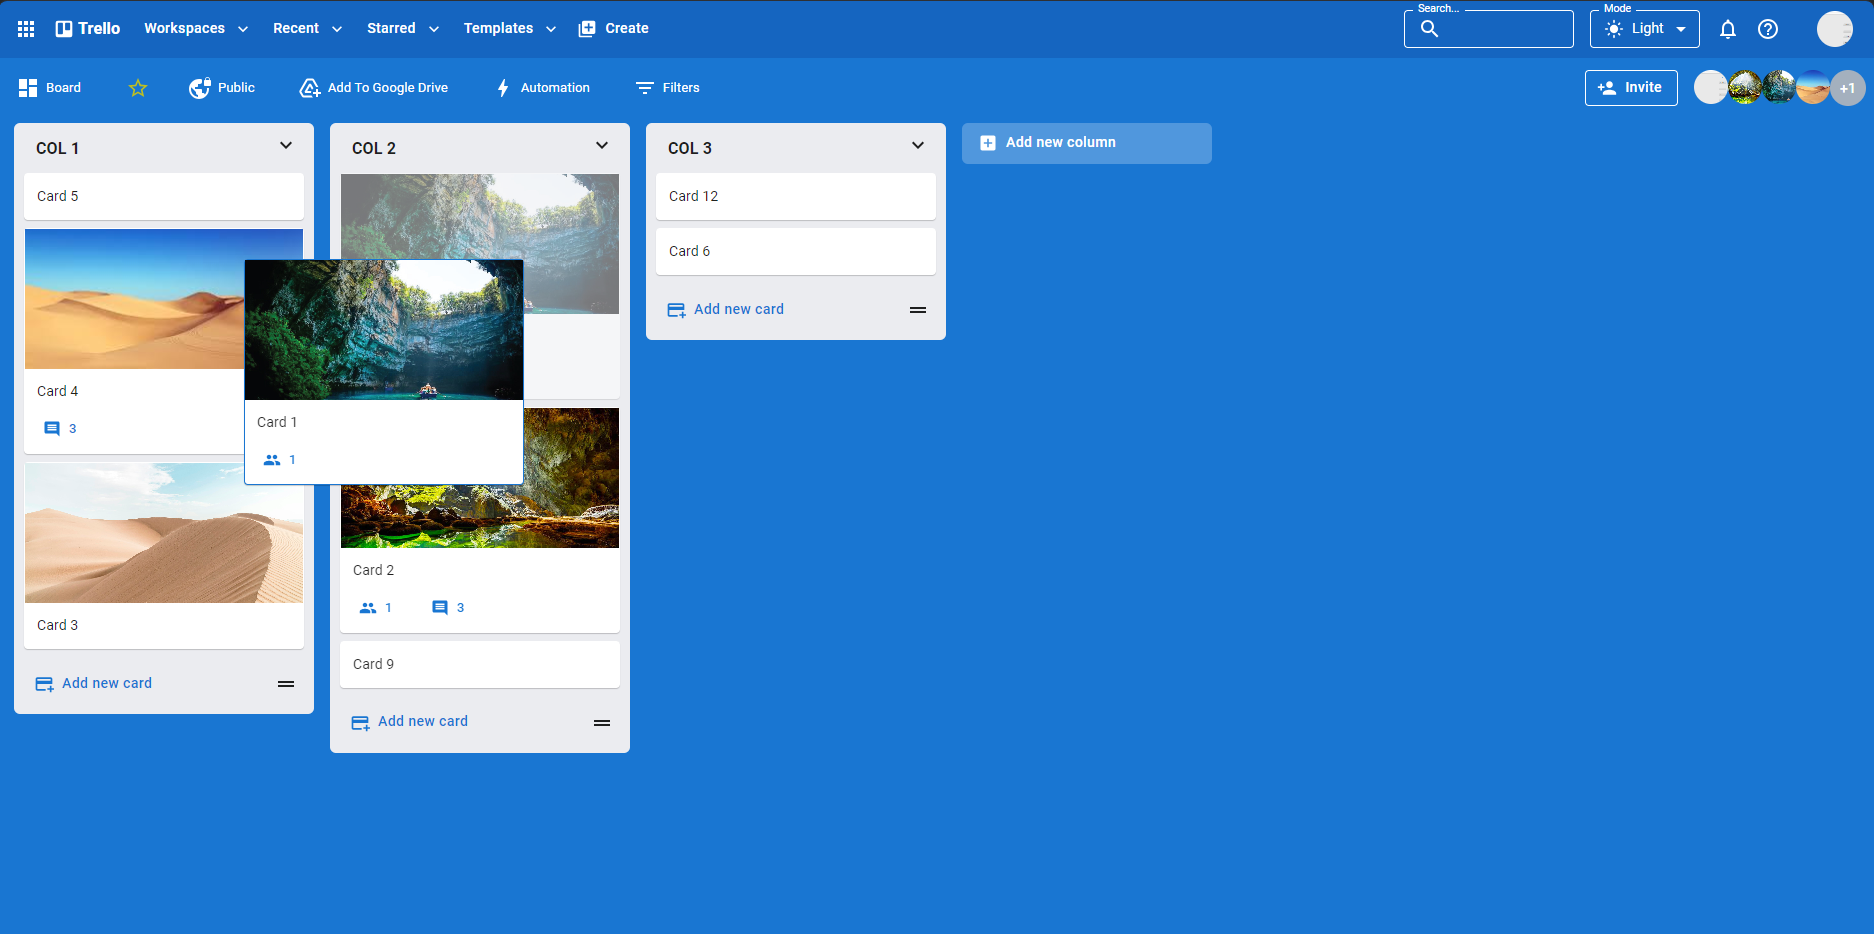 Trello
Workspaces
Recent
Starred
Templates
Create
Search...
Mode
Light
Board
Public
Add To Google Drive
Automation
Filters
Invite
+1
COL 1
Card 5
Card 4
3
Card 3
Add new card
COL 2
Card 1
1
Card 2
1
3
Card 9
Add new card
COL 3
Card 12
Card 6
Add new card
Add new column